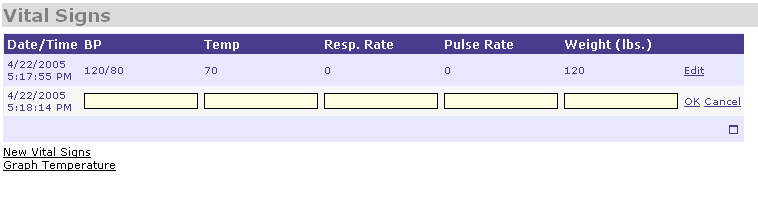 Vital Signs
Date/Time BP Temp Resp. Rate Pulse Rate Weight (lbs.)
4/22/2005
5:17:55 PM 120/80 70 0 0 120 Edit
4/22/2005
5:18:14 PM OK Cancel
New Vital Signs
Graph Temperature